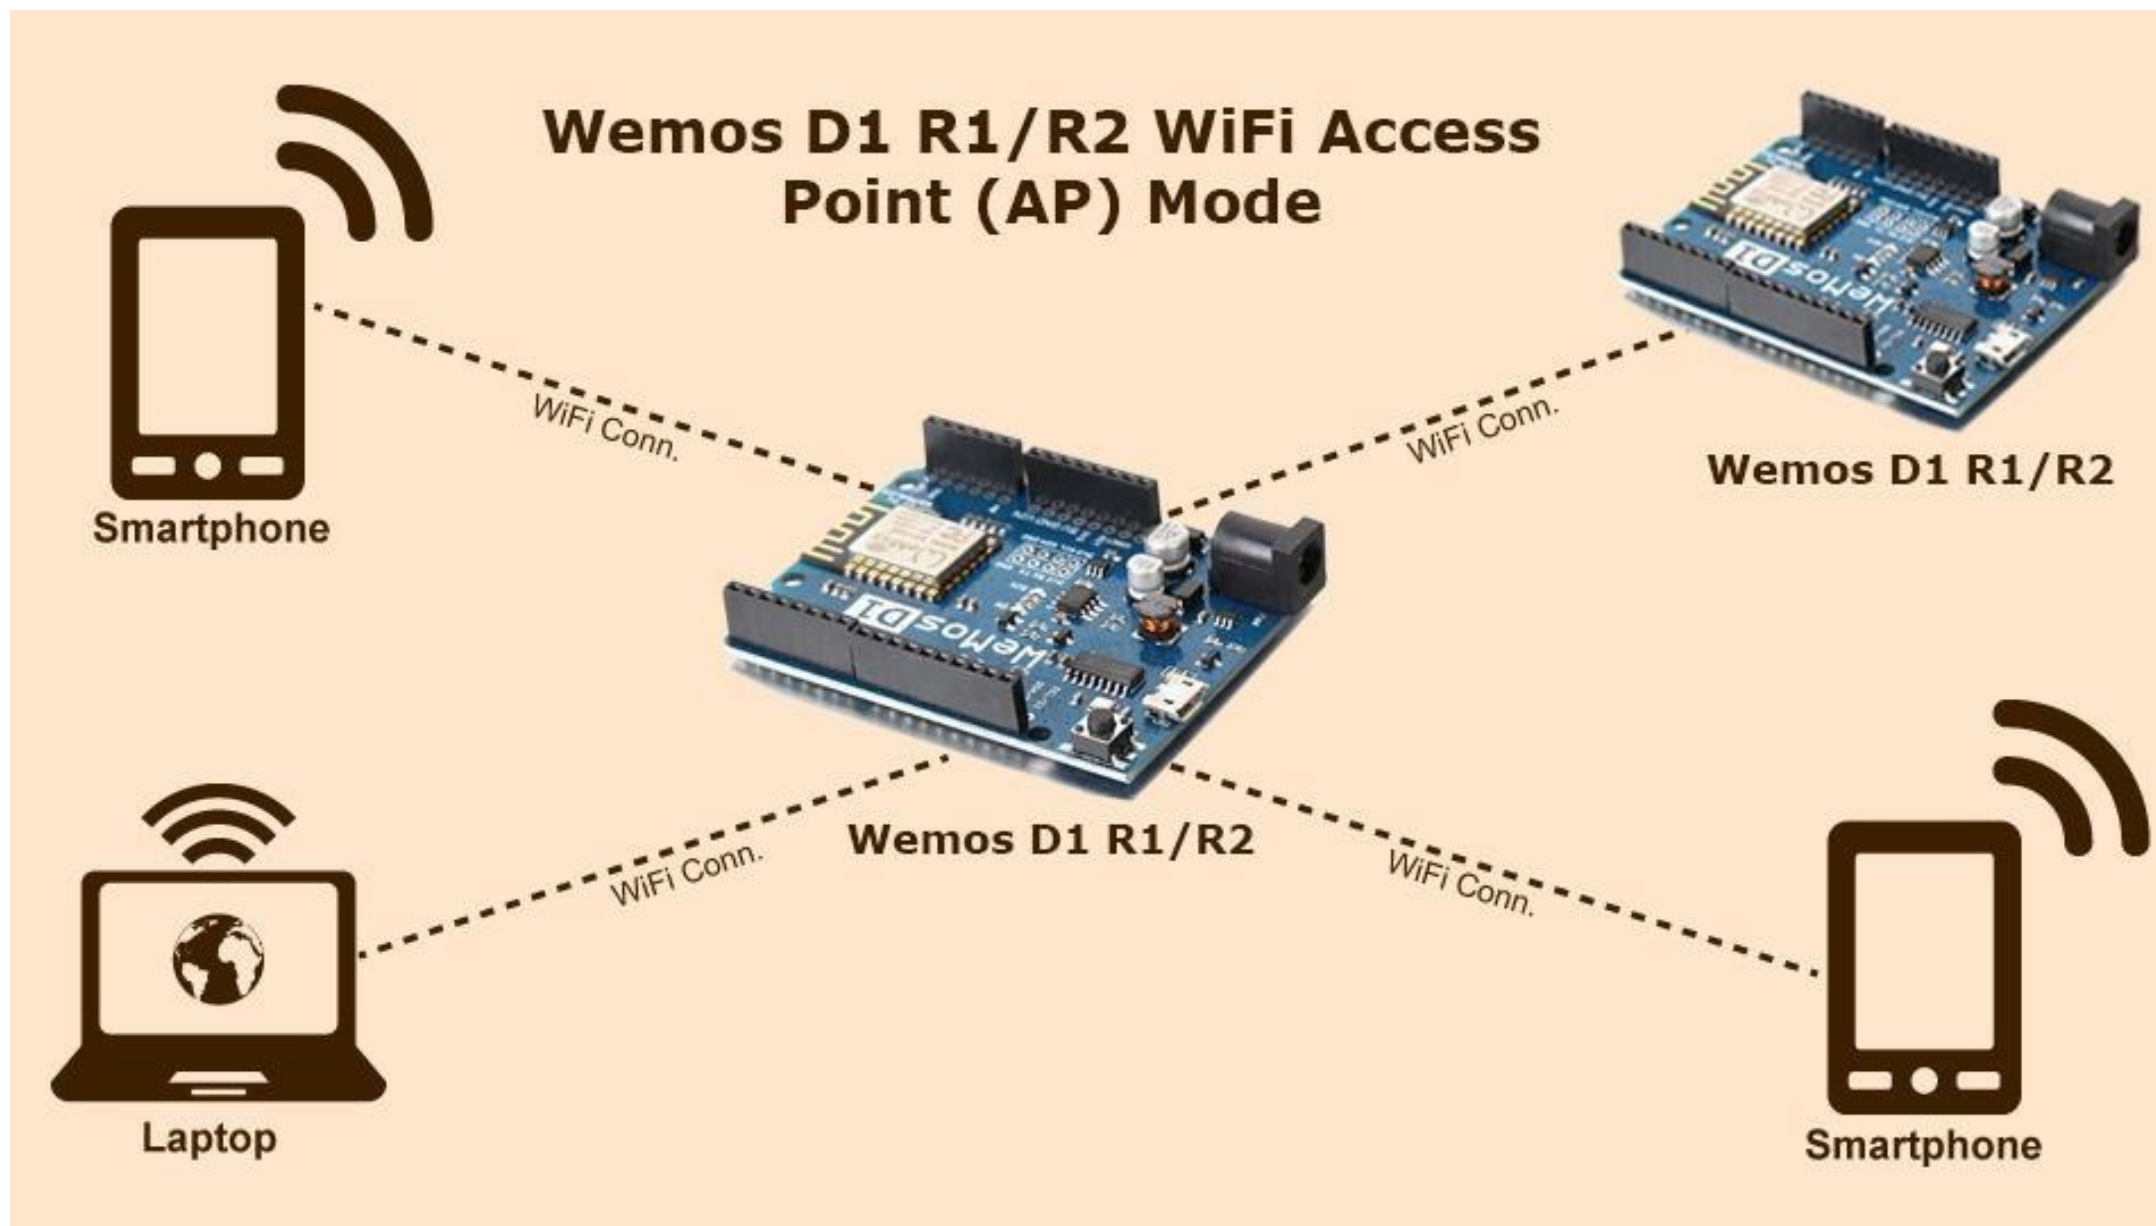 Wemos D1 R1/R2 WiFi Access
Point (AP) Mode
WiFi Conn.
WiFi Conn.
Wemos D1 R1/R2
Smartphone
WeMos D1
WeMos D1
Wemos D1 R1/R2
WiFi Conn.
WiFi Conn.
Laptop
Smartphone